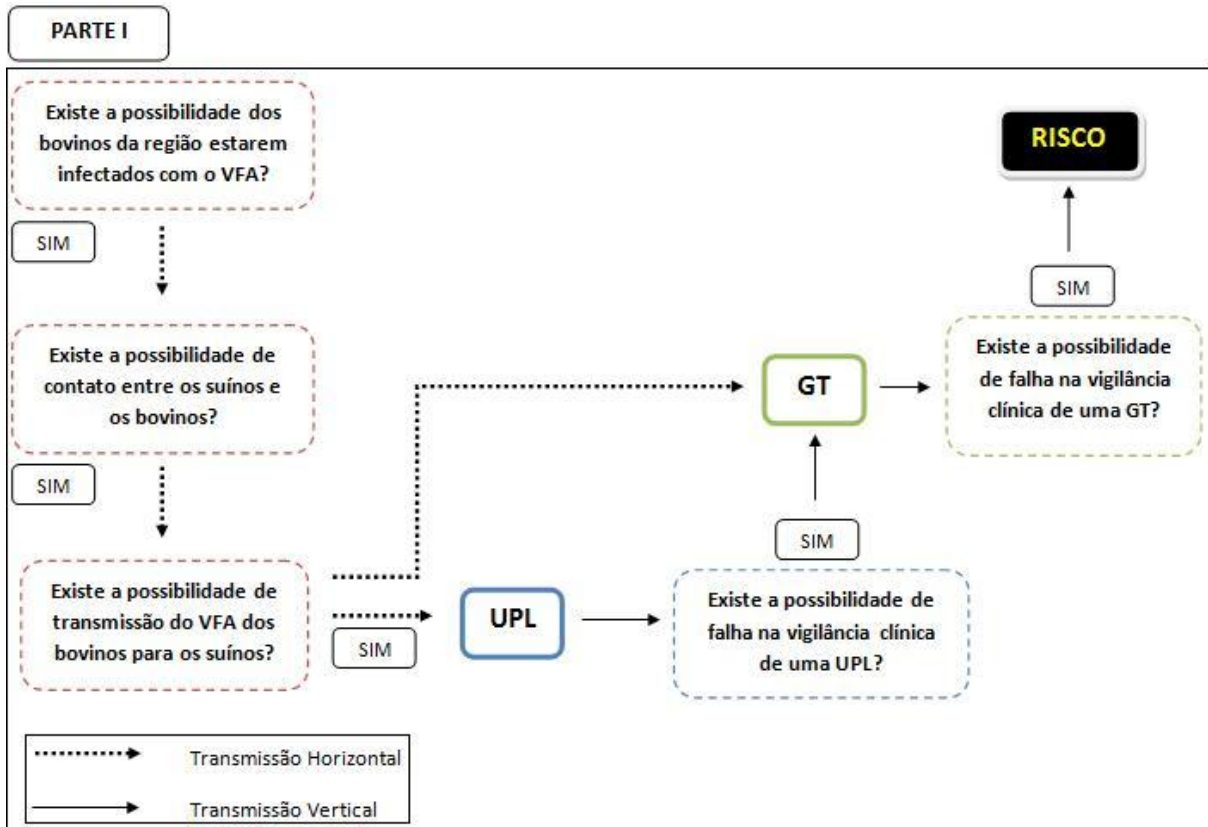 PARTE I
Existe a possibilidade dos
bovinos da região estarem
infectados com o VFA?
RISCO
SIM
SIM
Existe a possibilidade de
contato entre os suínos e
os bovinos?
GT
Existe a possibilidade
de falha na vigilância
clínica de uma GT?
SIM
SIM
Existe a possibilidade de
transmissão do VFA dos
bovinos para os suínos?
SIM
UPL
Existe a possibilidade de
falha na vigilância clínica
de uma UPL?
Transmissão Horizontal
Transmissão Vertical